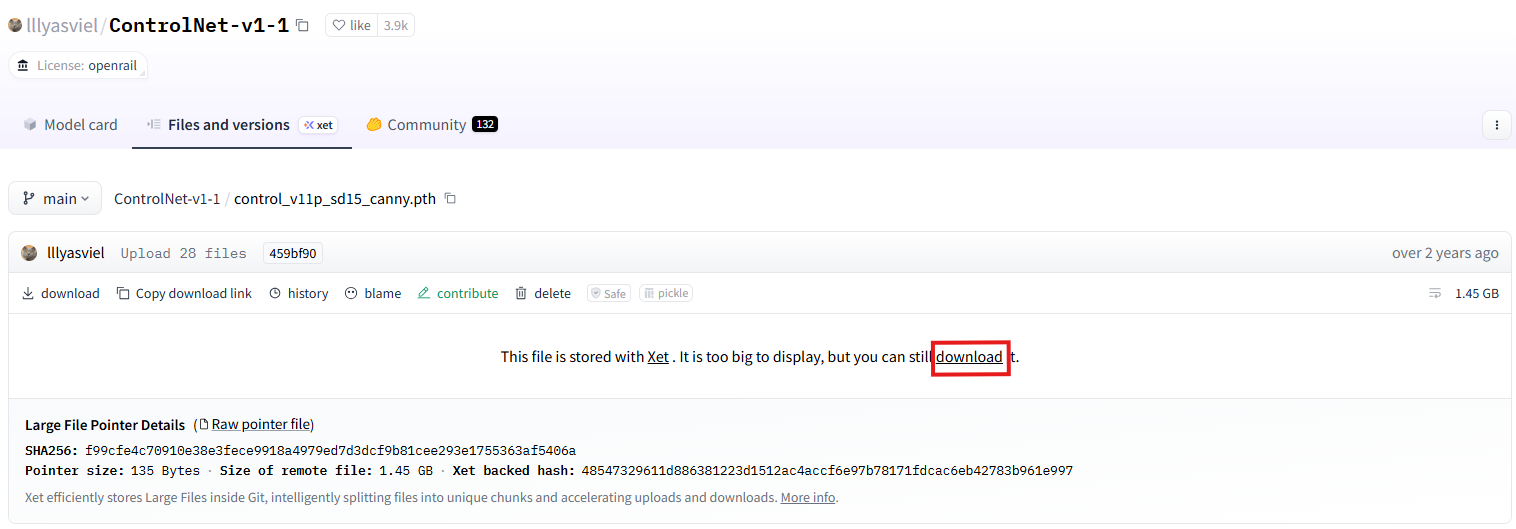 lllyasviel/ControlNet-v1-1 like 3.9k
License: openrail
Model card Files and versions xet Community 132
main ControlNet-v1-1 / control_v11p_sd15_canny.pth
lllyasviel Upload 28 files 459bf90 over 2 years ago
download Copy download link history blame contribute delete Safe pickle 1.45 GB
This file is stored with Xet . It is too big to display, but you can still download it.
Large File Pointer Details (Raw pointer file)
SHA256: f99cfe4c70910e38e3fece9918a4979ed7d3dcf9b81cee293e1755363af5406a
Pointer size: 135 Bytes · Size of remote file: 1.45 GB · Xet backed hash: 48547329611d886381223d1512ac4accf6e97b78171fdcac6eb42783b961e997
Xet efficiently stores Large Files inside Git, intelligently splitting files into unique chunks and accelerating uploads and downloads. More info.